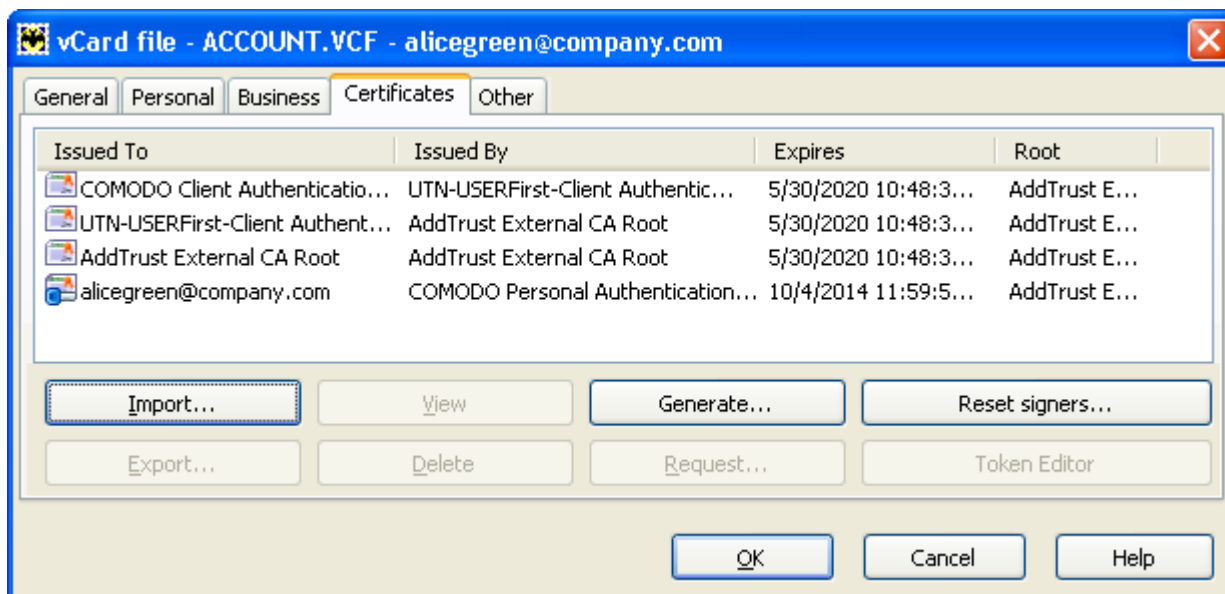 vCard file - ACCOUNT.VCF - alicegreen@company.com
General Personal Business Certificates Other
Issued To Issued By Expires Root
COMODO Client Authenticatio... UTN-USERFirst-Client Authentic... 5/30/2020 10:48:3... AddTrust E...
UTN-USERFirst-Client Authent... AddTrust External CA Root 5/30/2020 10:48:3... AddTrust E...
AddTrust External CA Root AddTrust External CA Root 5/30/2020 10:48:3... AddTrust E...
alicegreen@company.com COMODO Personal Authentication... 10/4/2014 11:59:5... AddTrust E...
Import... View Generate... Reset signers...
Export... Delete Request... Token Editor
OK Cancel Help